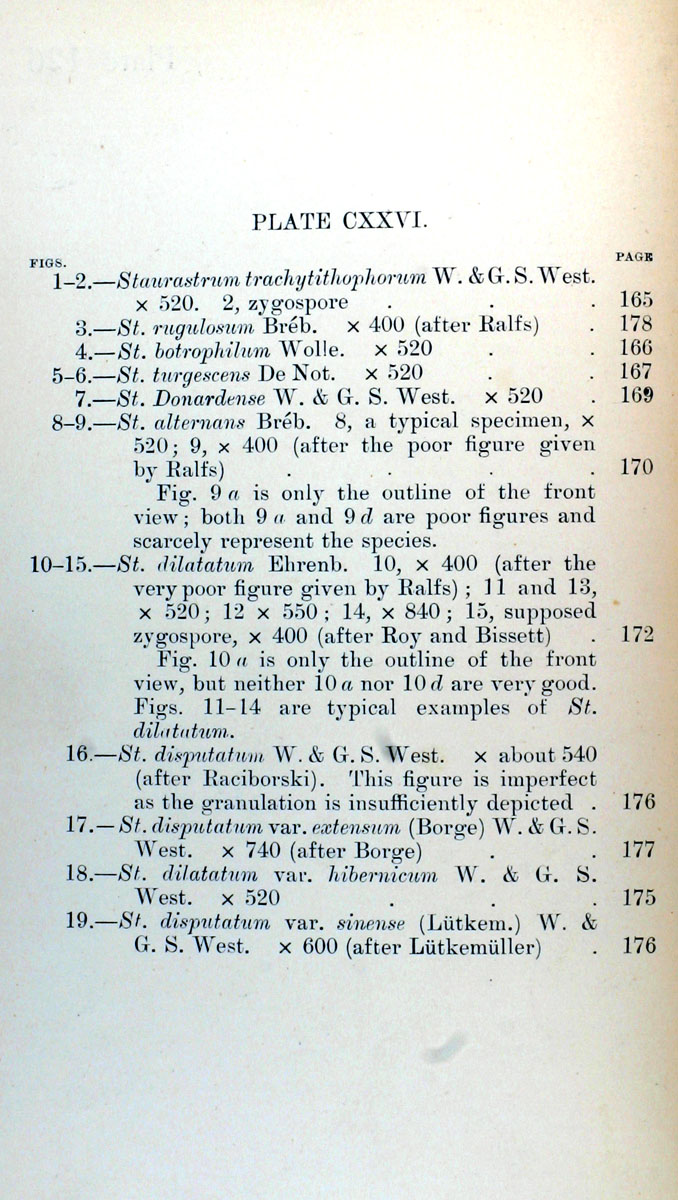 PLATE CXXVI.
FIGS. PAGE
1–2.—Staurastrum trachytithophorum W. & G. S. West.
× 520. 2, zygospore . . . 165
3.—St. rugulosum Bréb. × 400 (after Ralfs) . 178
4.—St. botrophilum Wolle. × 520 . . 166
5–6.—St. turgescens De Not. × 520 . . 167
7.—St. Donardense W. & G. S. West. × 520 . 169
8–9.—St. alternans Bréb. 8, a typical specimen, ×
520; 9, × 400 (after the poor figure given
by Ralfs) . . . . 170
Fig. 9 a is only the outline of the front
view; both 9 a and 9 d are poor figures and
scarcely represent the species.
10–15.—St. dilatatum Ehrenb. 10, × 400 (after the
very poor figure given by Ralfs); 11 and 13,
× 520; 12 × 550; 14, × 840; 15, supposed
zygospore, × 400 (after Roy and Bissett) . 172
Fig. 10 a is only the outline of the front
view, but neither 10 a nor 10 d are very good.
Figs. 11–14 are typical examples of St.
dilatatum.
16.—St. disputatum W. & G. S. West. × about 540
(after Raciborski). This figure is imperfect
as the granulation is insufficiently depicted . 176
17.—St. disputatum var. extensum (Borge) W. & G. S.
West. × 740 (after Borge) . . 177
18.—St. dilatatum var. hibernicum W. & G. S.
West. × 520 . . . 175
19.—St. disputatum var. sinense (Lütkem.) W. &
G. S. West. × 600 (after Lütkemüller) . 176